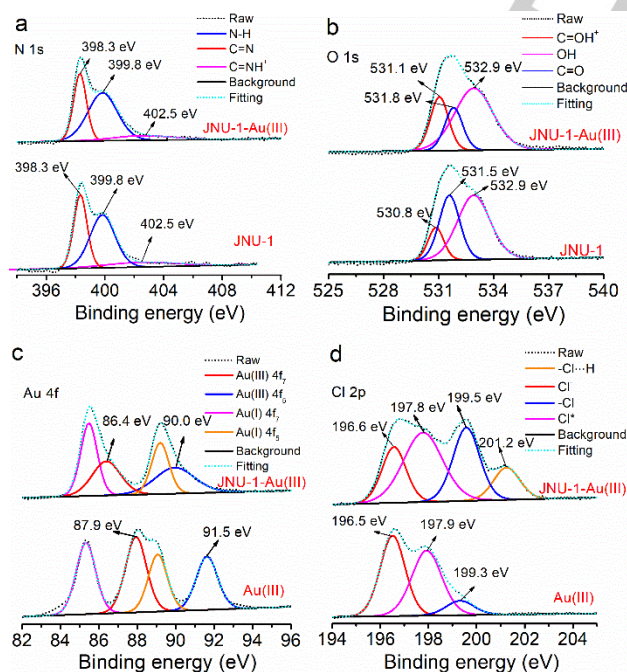 a
N 1s
Raw
N-H
C=N
C=NH⁺
Background
Fitting
398.3 eV
399.8 eV
402.5 eV
JNU-1-Au(III)
398.3 eV
399.8 eV
402.5 eV
JNU-1
396 400 404 408 412
Binding energy (eV)
b
O 1s
Raw
C=OH⁺
OH
C=O
Background
Fitting
531.1 eV
531.8 eV
532.9 eV
JNU-1-Au(III)
531.5 eV
532.9 eV
530.8 eV
JNU-1
525 528 531 534 537 540
Binding energy (eV)
c
Au 4f
Raw
Au(III) 4f₇
Au(III) 4f₅
Au(I) 4f₇
Au(I) 4f₅
Background
Fitting
86.4 eV
90.0 eV
JNU-1-Au(III)
87.9 eV
91.5 eV
Au(III)
82 84 86 88 90 92 94 96
Binding energy (eV)
d
Cl 2p
Raw
-Cl···H
Cl
-Cl
Cl*
Background
Fitting
196.6 eV
197.8 eV
199.5 eV
201.2 eV
JNU-1-Au(III)
196.5 eV
197.9 eV
199.3 eV
Au(III)
194 196 198 200 202 204
Binding energy (eV)